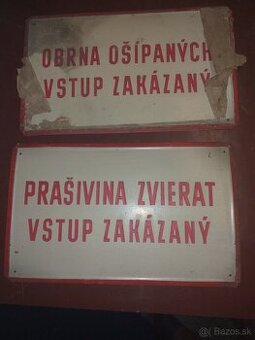 OBRNA OŠÍPANÝCH
VSTUP ZAKÁZANÝ
PRAŠIVINA ZVIERAT
VSTUP ZAKÁZANÝ
Bazos.sk